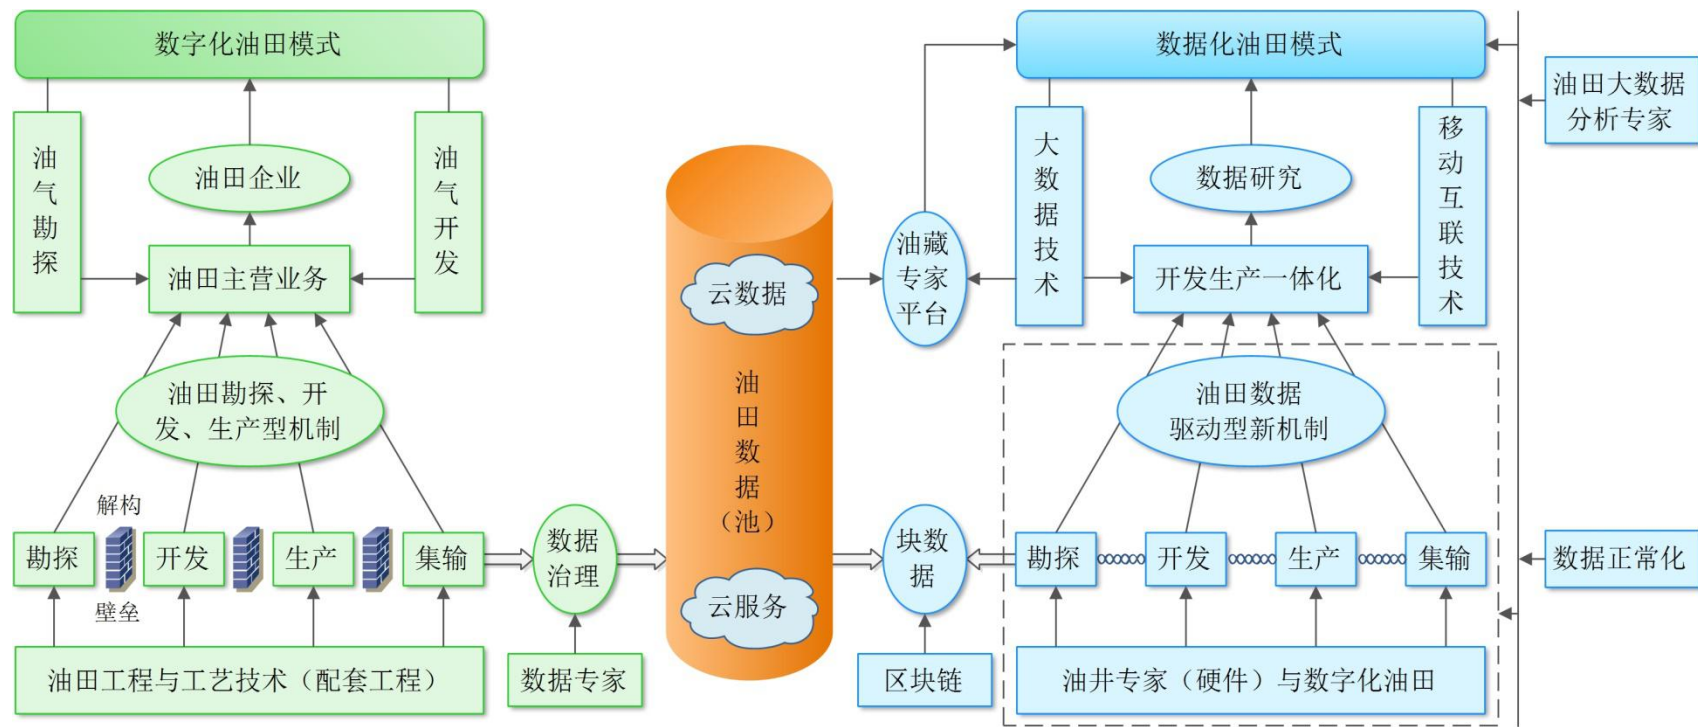 数字化油田模式
油气勘探
油田企业
油气开发
油田主营业务
油田勘探、开
发、生产型机制
解构
勘探
开发
生产
集输
壁垒
油田工程与工艺技术（配套工程）
数据
治理
数据专家
云数据
油田数据（池）
云服务
油藏
专家
平台
块数
据
区块链
数据化油田模式
大数据技术
数据研究
移动互联技术
开发生产一体化
油田数据
驱动型新机制
勘探
开发
生产
集输
油井专家（硬件）与数字化油田
油田大数据
分析专家
数据正常化